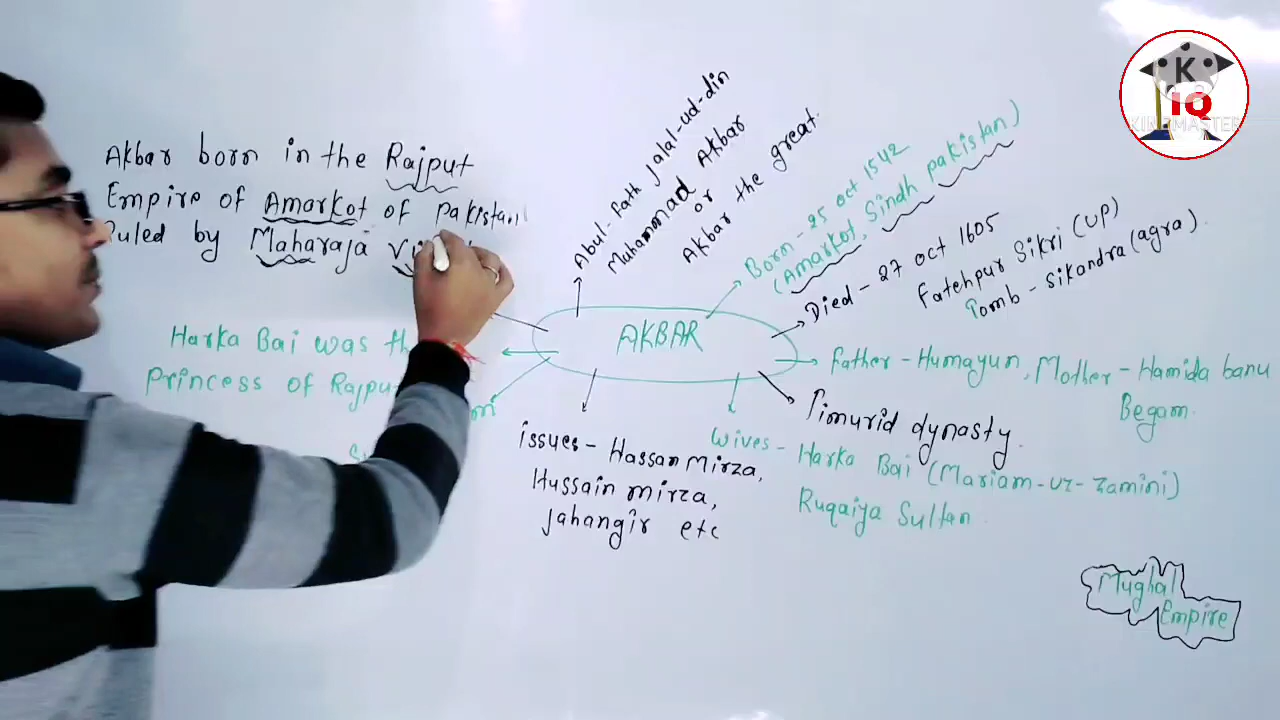 Akbar born in the Rajput
Empire of Amarkot of Pakistan
Ruled by Maharaja
Harka Bai was
Princess of
Abul-Fath Jalal-ud-din
Muhammad AKbar
or
AKbar the great.
Born - 25 oct 1542
(Amarkot, Sindh pakistan)
Died - 27 oct 1605
Fatehpur Sikri (UP)
Tomb - Sikandra (agra).
AKBAR
father - Humayun, Mother - Hamida banu
Begam.
Timurid dynasty.
issues - Hassan Mirza,
Hussain mirza,
Jahangir etc
wives - Harka Bai (Mariam-uz-Zamini)
Ruqaiya Sultan.
Mughal
Empire
K
IQ
KINEMASTER